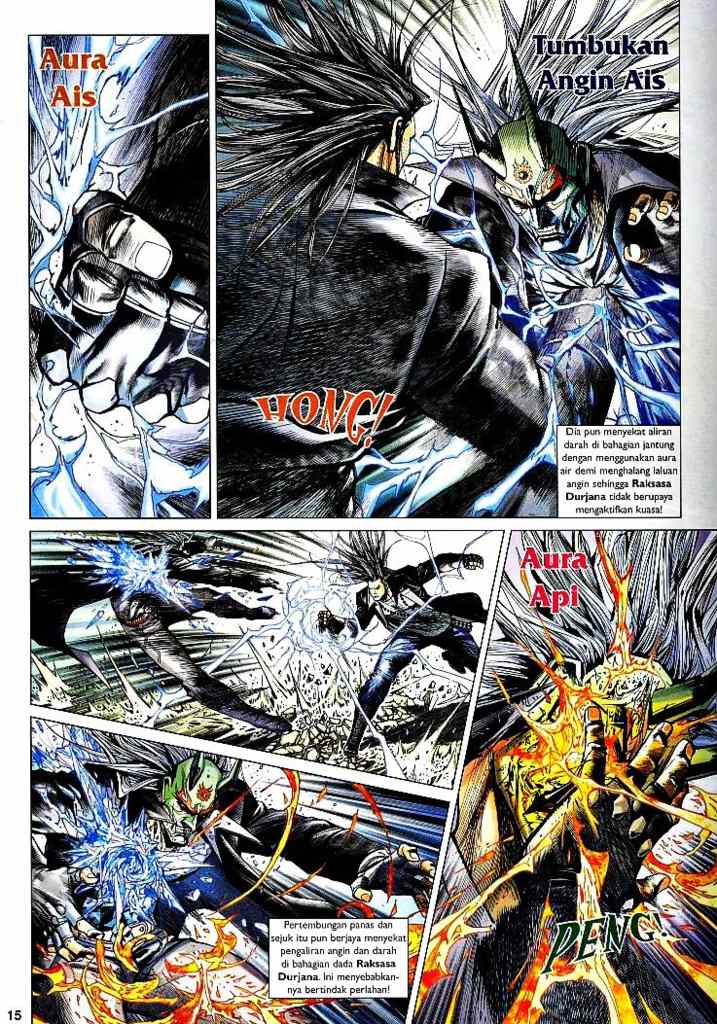 Aura
Ais
Tumbukan
Angin Ais
HONG!
Dia pun menyekat aliran
darah di bahagian jantung
dengan menggunakan aura
air demi menghalang laluan
angin sehingga Raksasa
Durjana tidak berupaya
mengaktifkan kuasa!
Aura
Api
PENG!
Pertembungan panas dan
sejuk itu pun berjaya menyekat
pengaliran angin dan darah
di bahagian dada Raksasa
Durjana. Ini menyebabkan-
nya bertindak perlahan!
15